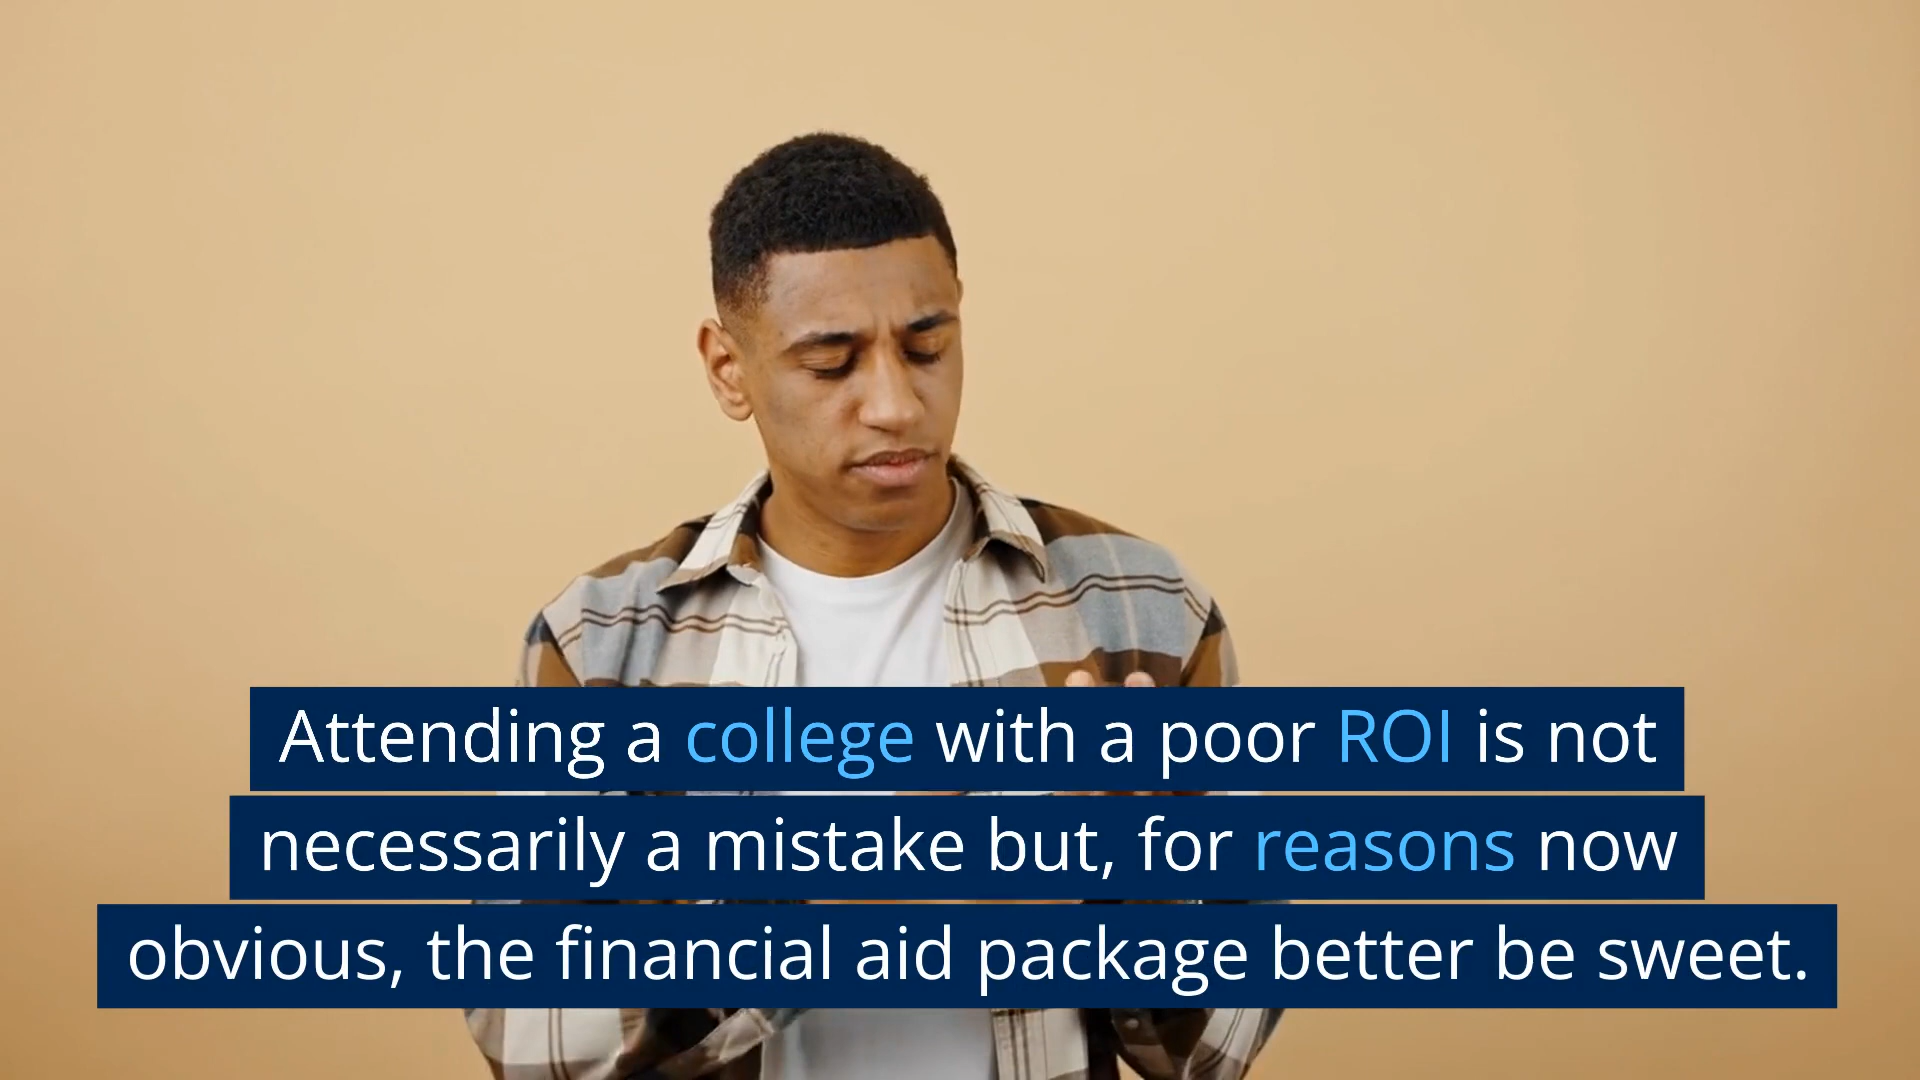 Attending a college with a poor ROI is not
necessarily a mistake but, for reasons now
obvious, the financial aid package better be sweet.